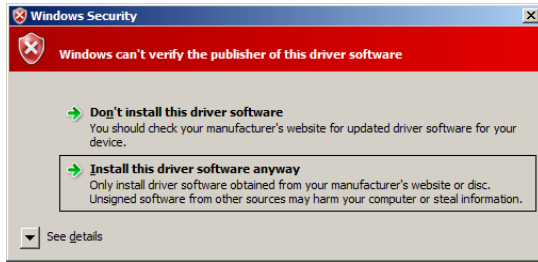 Windows Security
Windows can't verify the publisher of this driver software
Don't install this driver software
You should check your manufacturer's website for updated driver software for your
device.
Install this driver software anyway
Only install driver software obtained from your manufacturer's website or disc.
Unsigned software from other sources may harm your computer or steal information.
See details